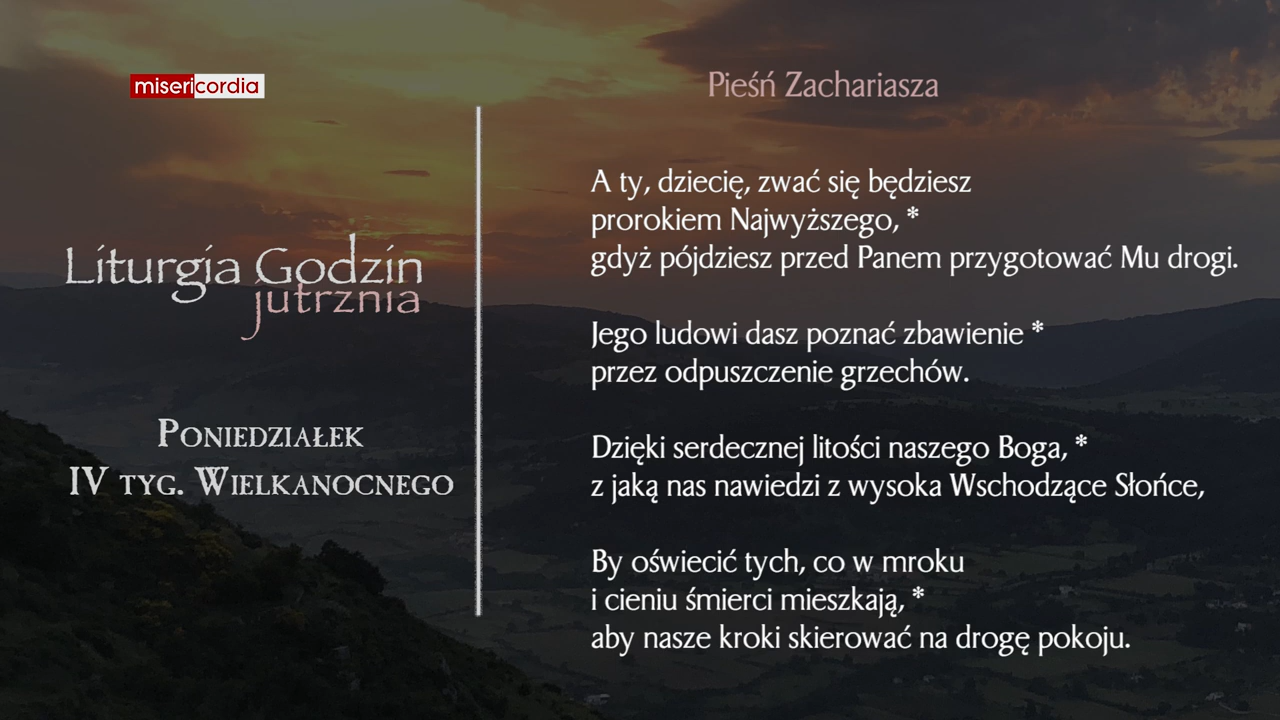 misericordia
Liturgia Godzin
jutrznia
Poniedziałek
IV tyg. Wielkanocnego
Pieśń Zachariasza
A ty, dziecię, zwać się będziesz
prorokiem Najwyższego, *
gdyż pójdziesz przed Panem przygotować Mu drogi.
Jego ludowi dasz poznać zbawienie *
przez odpuszczenie grzechów.
Dzięki serdecznej litości naszego Boga, *
z jaką nas nawiedzi z wysoka Wschodzące Słońce,
By oświecić tych, co w mroku
i cieniu śmierci mieszkają, *
aby nasze kroki skierować na drogę pokoju.